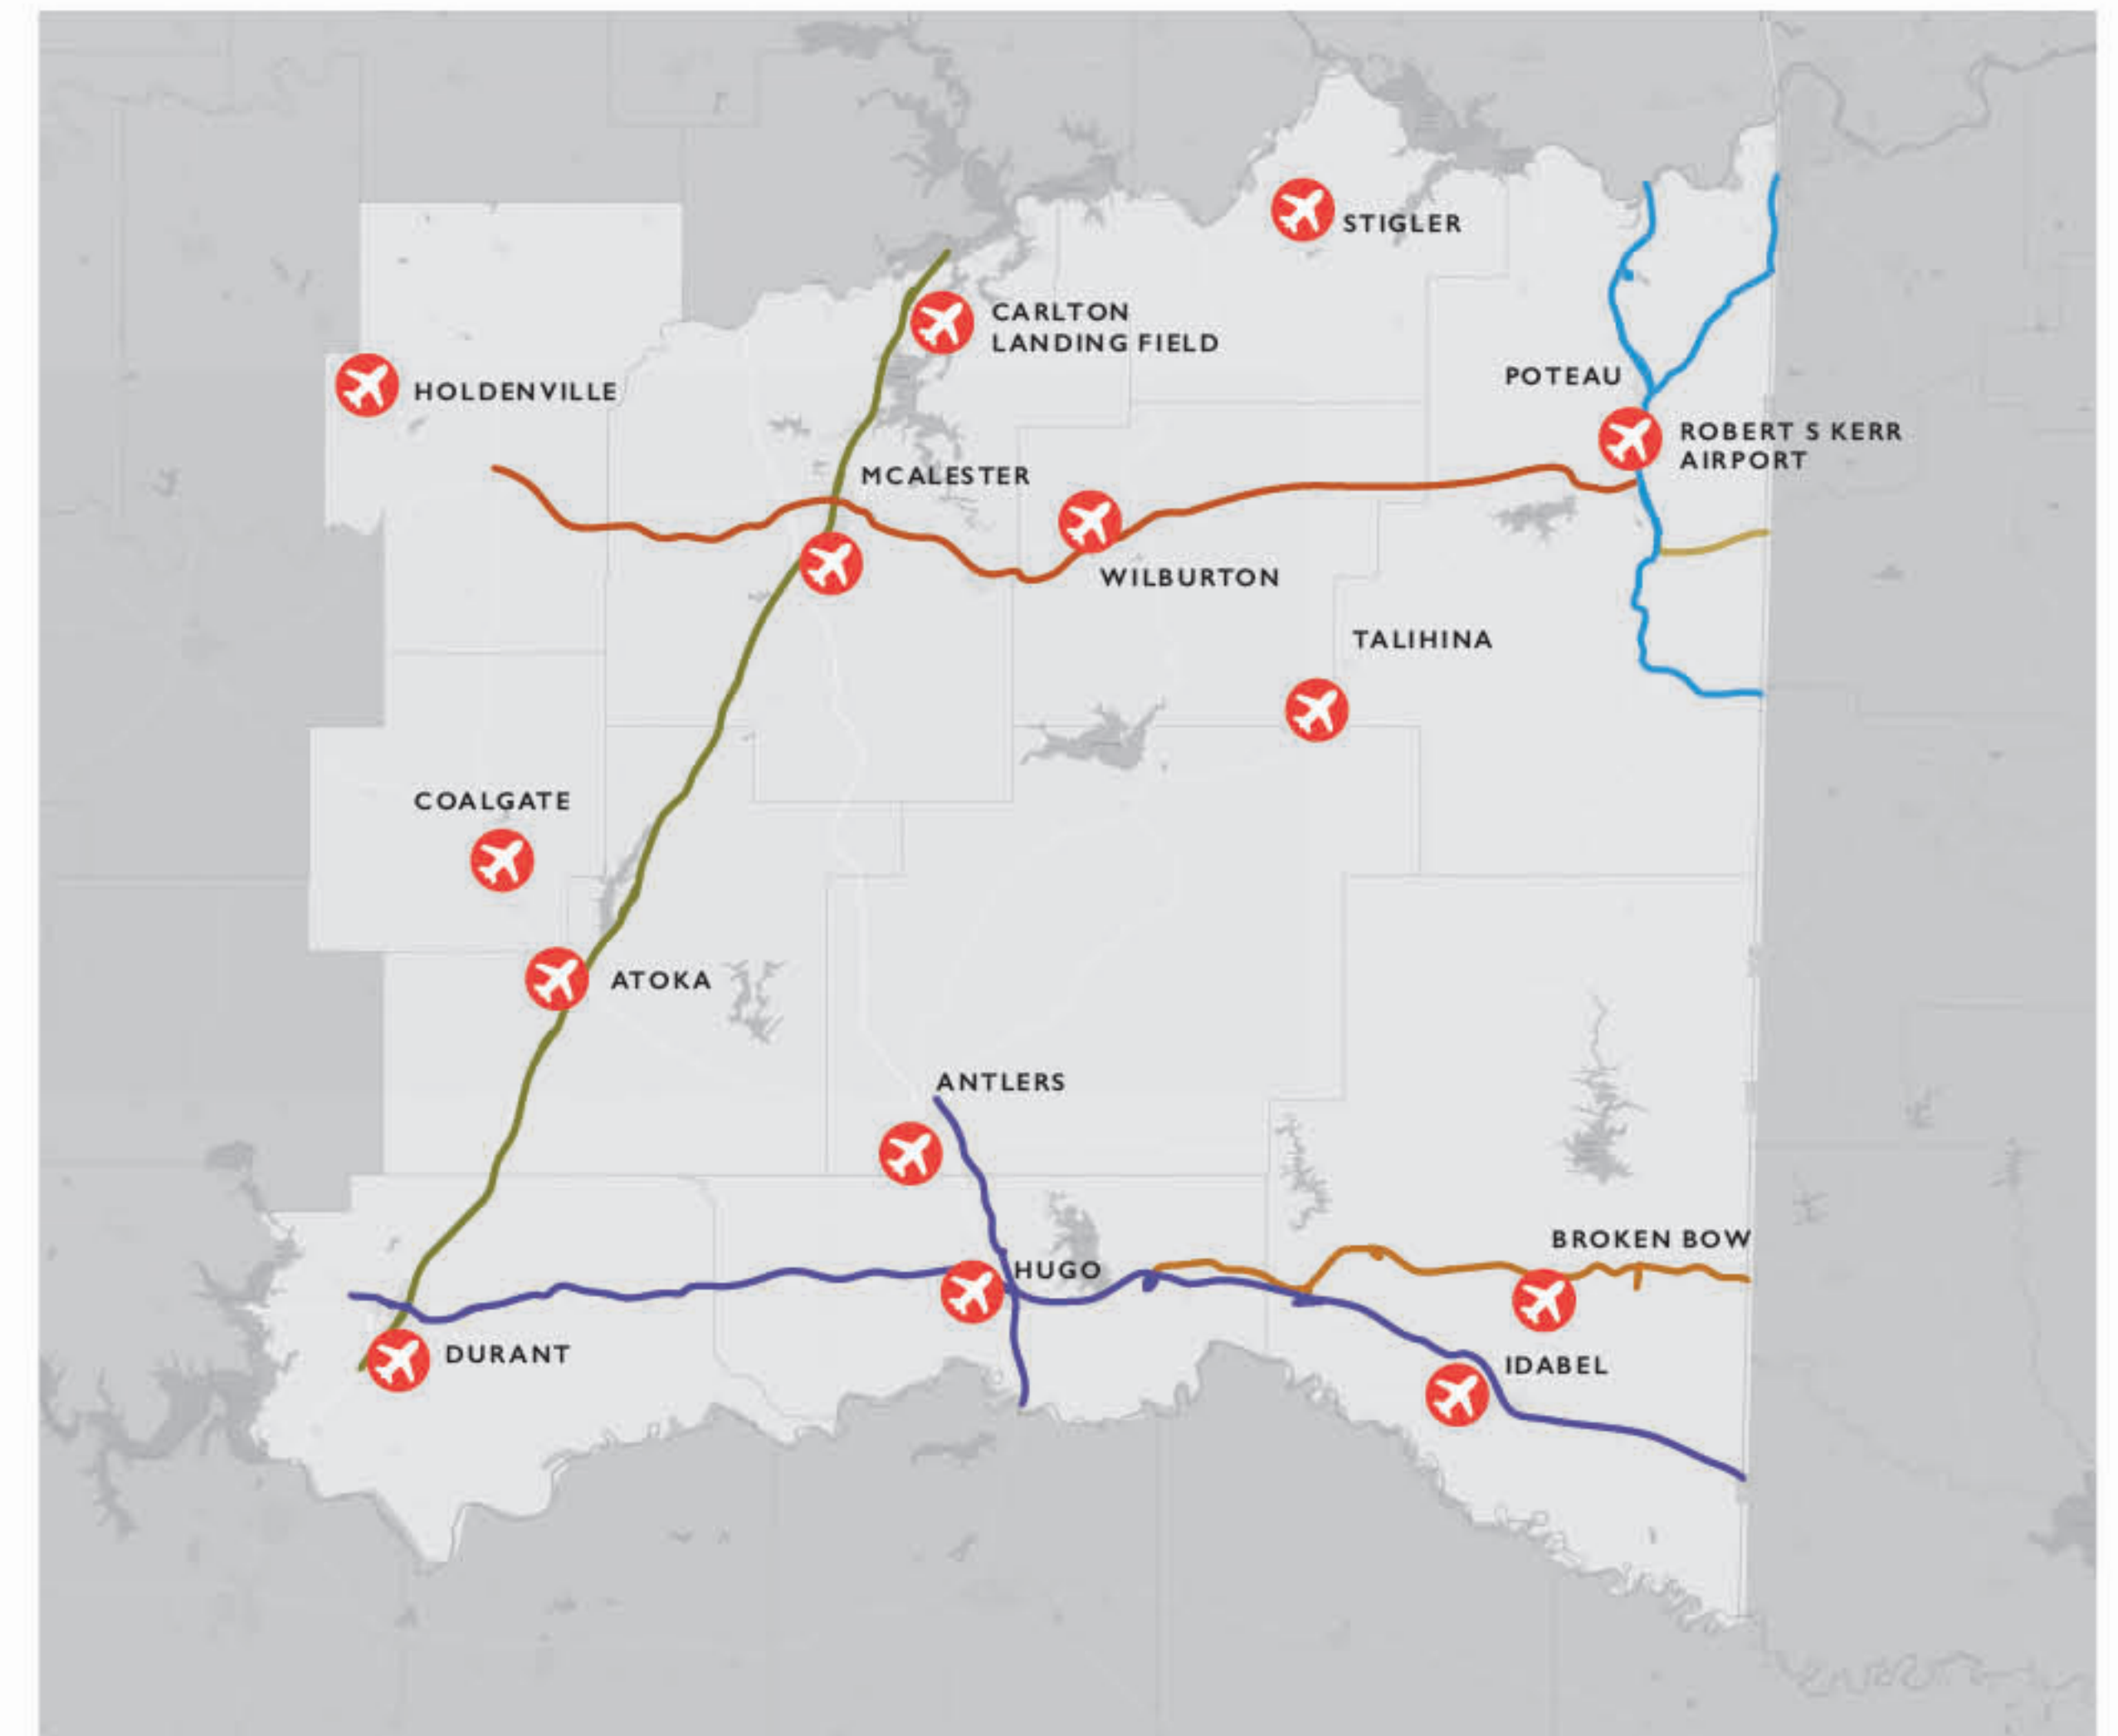 STIGLER
CARLTON
LANDING FIELD
HOLDENVILLE
POTEAU
ROBERT S KERR
AIRPORT
MCALESTER
WILBURTON
TALIHINA
COALGATE
ATOKA
ANTLERS
BROKEN BOW
HUGO
DURANT
IDABEL